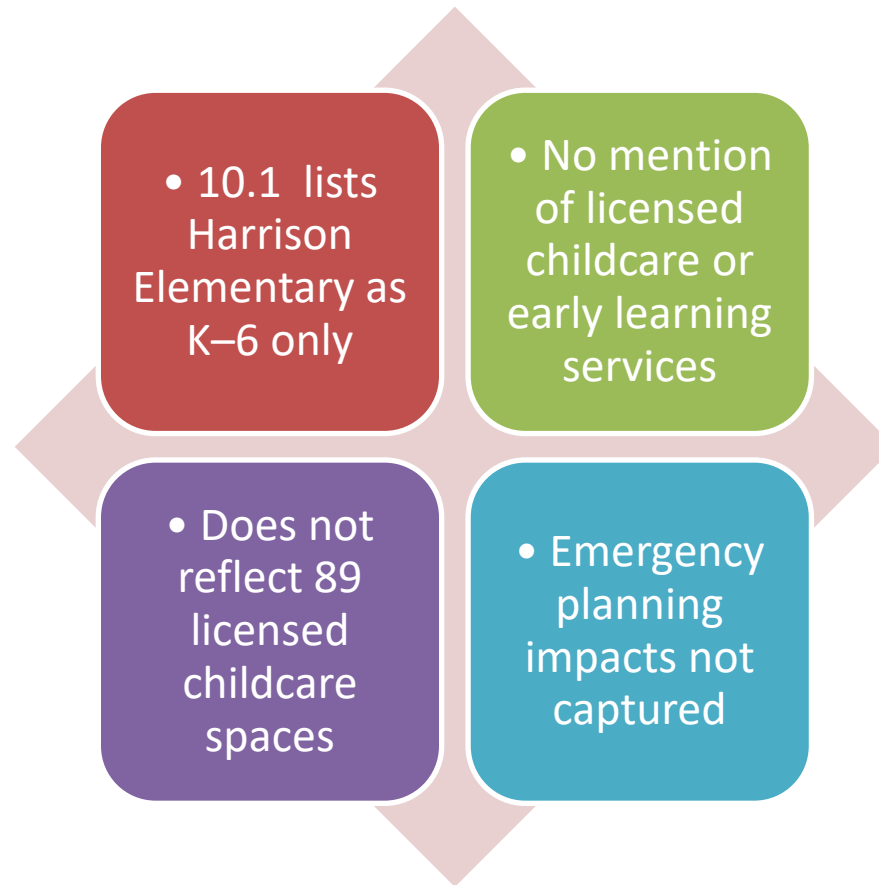 • 10.1 lists
Harrison
Elementary as
K–6 only
• No mention
of licensed
childcare or
early learning
services
• Does not
reflect 89
licensed
childcare
spaces
• Emergency
planning
impacts not
captured